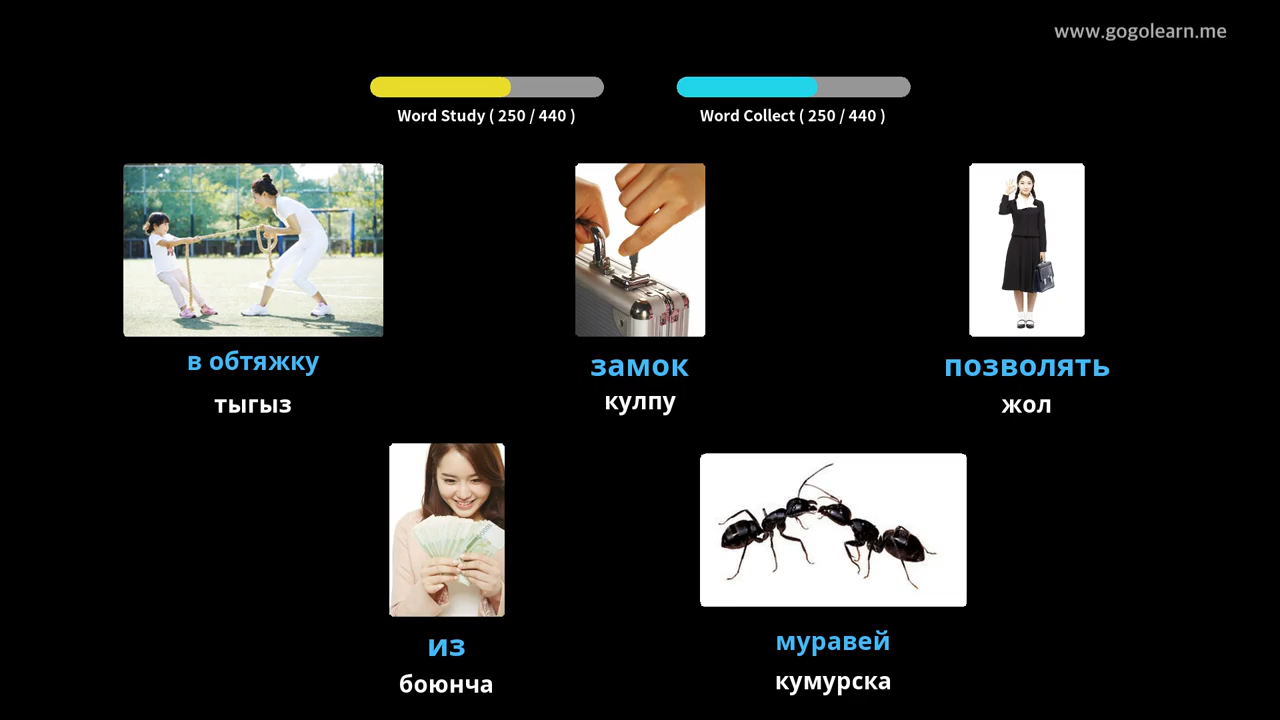 www.gogolearn.me
Word Study ( 250 / 440 )
Word Collect ( 250 / 440 )
в обтяжку
тыгыз
замок
кулпу
позволять
жол
из
боюнча
муравей
кумурска